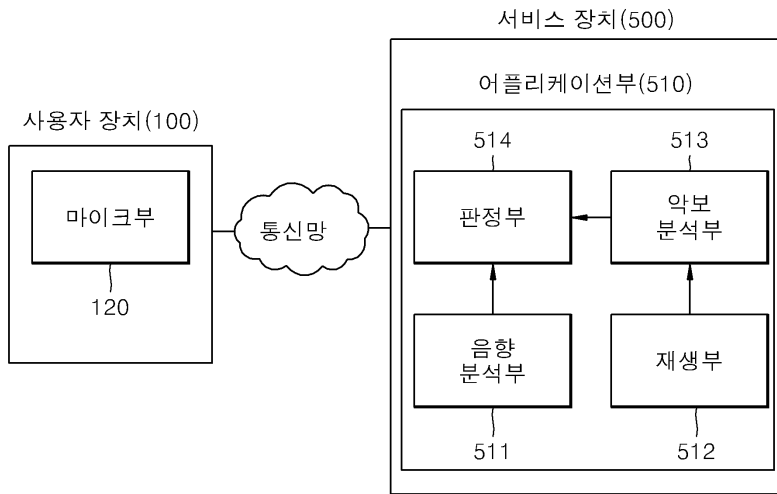 서비스 장치(500)
어플리케이션부(510)
사용자 장치(100)
514
513
마이크부
통신망
판정부
악보
분석부
120
음향
분석부
재생부
511
512